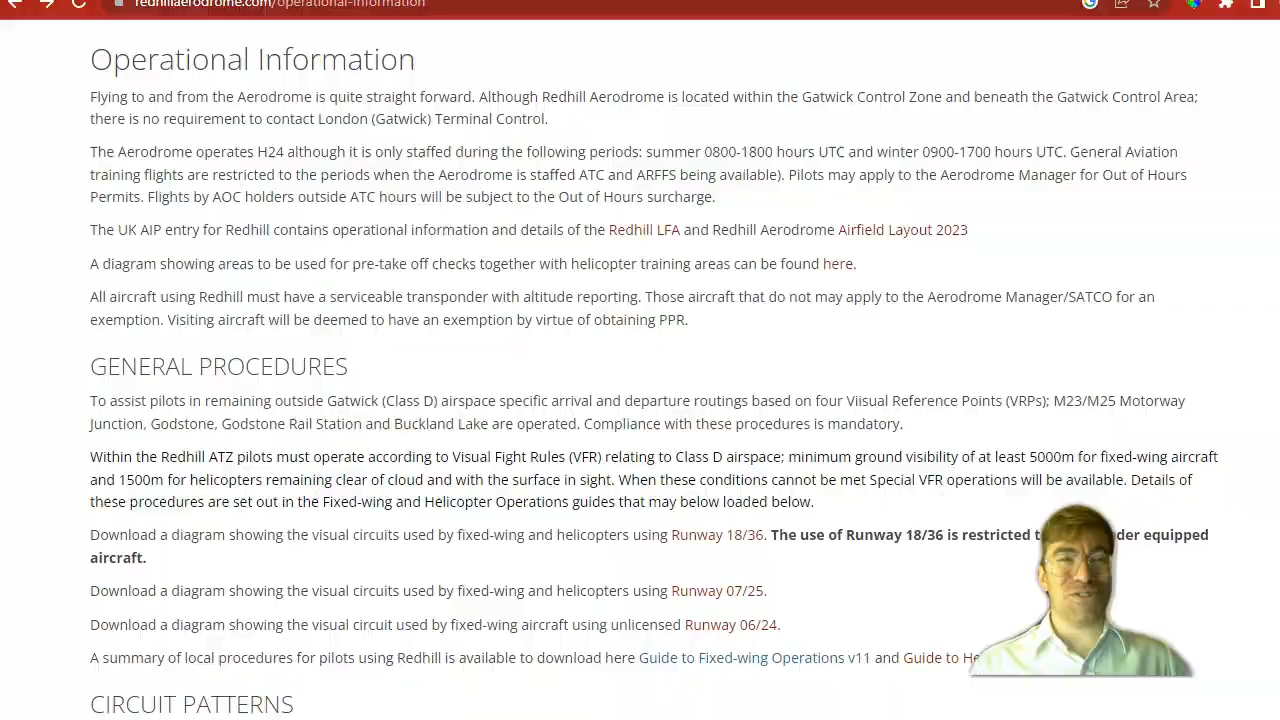 redhillaerodrome.com/operational-information
Operational Information
Flying to and from the Aerodrome is quite straight forward. Although Redhill Aerodrome is located within the Gatwick Control Zone and beneath the Gatwick Control Area;
there is no requirement to contact London (Gatwick) Terminal Control.
The Aerodrome operates H24 although it is only staffed during the following periods: summer 0800-1800 hours UTC and winter 0900-1700 hours UTC. General Aviation
training flights are restricted to the periods when the Aerodrome is staffed ATC and ARFFS being available). Pilots may apply to the Aerodrome Manager for Out of Hours
Permits. Flights by AOC holders outside ATC hours will be subject to the Out of Hours surcharge.
The UK AIP entry for Redhill contains operational information and details of the Redhill LFA and Redhill Aerodrome Airfield Layout 2023
A diagram showing areas to be used for pre-take off checks together with helicopter training areas can be found here.
All aircraft using Redhill must have a serviceable transponder with altitude reporting. Those aircraft that do not may apply to the Aerodrome Manager/SATCO for an
exemption. Visiting aircraft will be deemed to have an exemption by virtue of obtaining PPR.
GENERAL PROCEDURES
To assist pilots in remaining outside Gatwick (Class D) airspace specific arrival and departure routings based on four Viisual Reference Points (VRPs); M23/M25 Motorway
Junction, Godstone, Godstone Rail Station and Buckland Lake are operated. Compliance with these procedures is mandatory.
Within the Redhill ATZ pilots must operate according to Visual Fight Rules (VFR) relating to Class D airspace; minimum ground visibility of at least 5000m for fixed-wing aircraft
and 1500m for helicopters remaining clear of cloud and with the surface in sight. When these conditions cannot be met Special VFR operations will be available. Details of
these procedures are set out in the Fixed-wing and Helicopter Operations guides that may below loaded below.
Download a diagram showing the visual circuits used by fixed-wing and helicopters using Runway 18/36. The use of Runway 18/36 is restricted equipped
aircraft.
Download a diagram showing the visual circuits used by fixed-wing and helicopters using Runway 07/25.
Download a diagram showing the visual circuit used by fixed-wing aircraft using unlicensed Runway 06/24.
A summary of local procedures for pilots using Redhill is available to download here Guide to Fixed-wing Operations v11 and Guide to
CIRCUIT PATTERNS